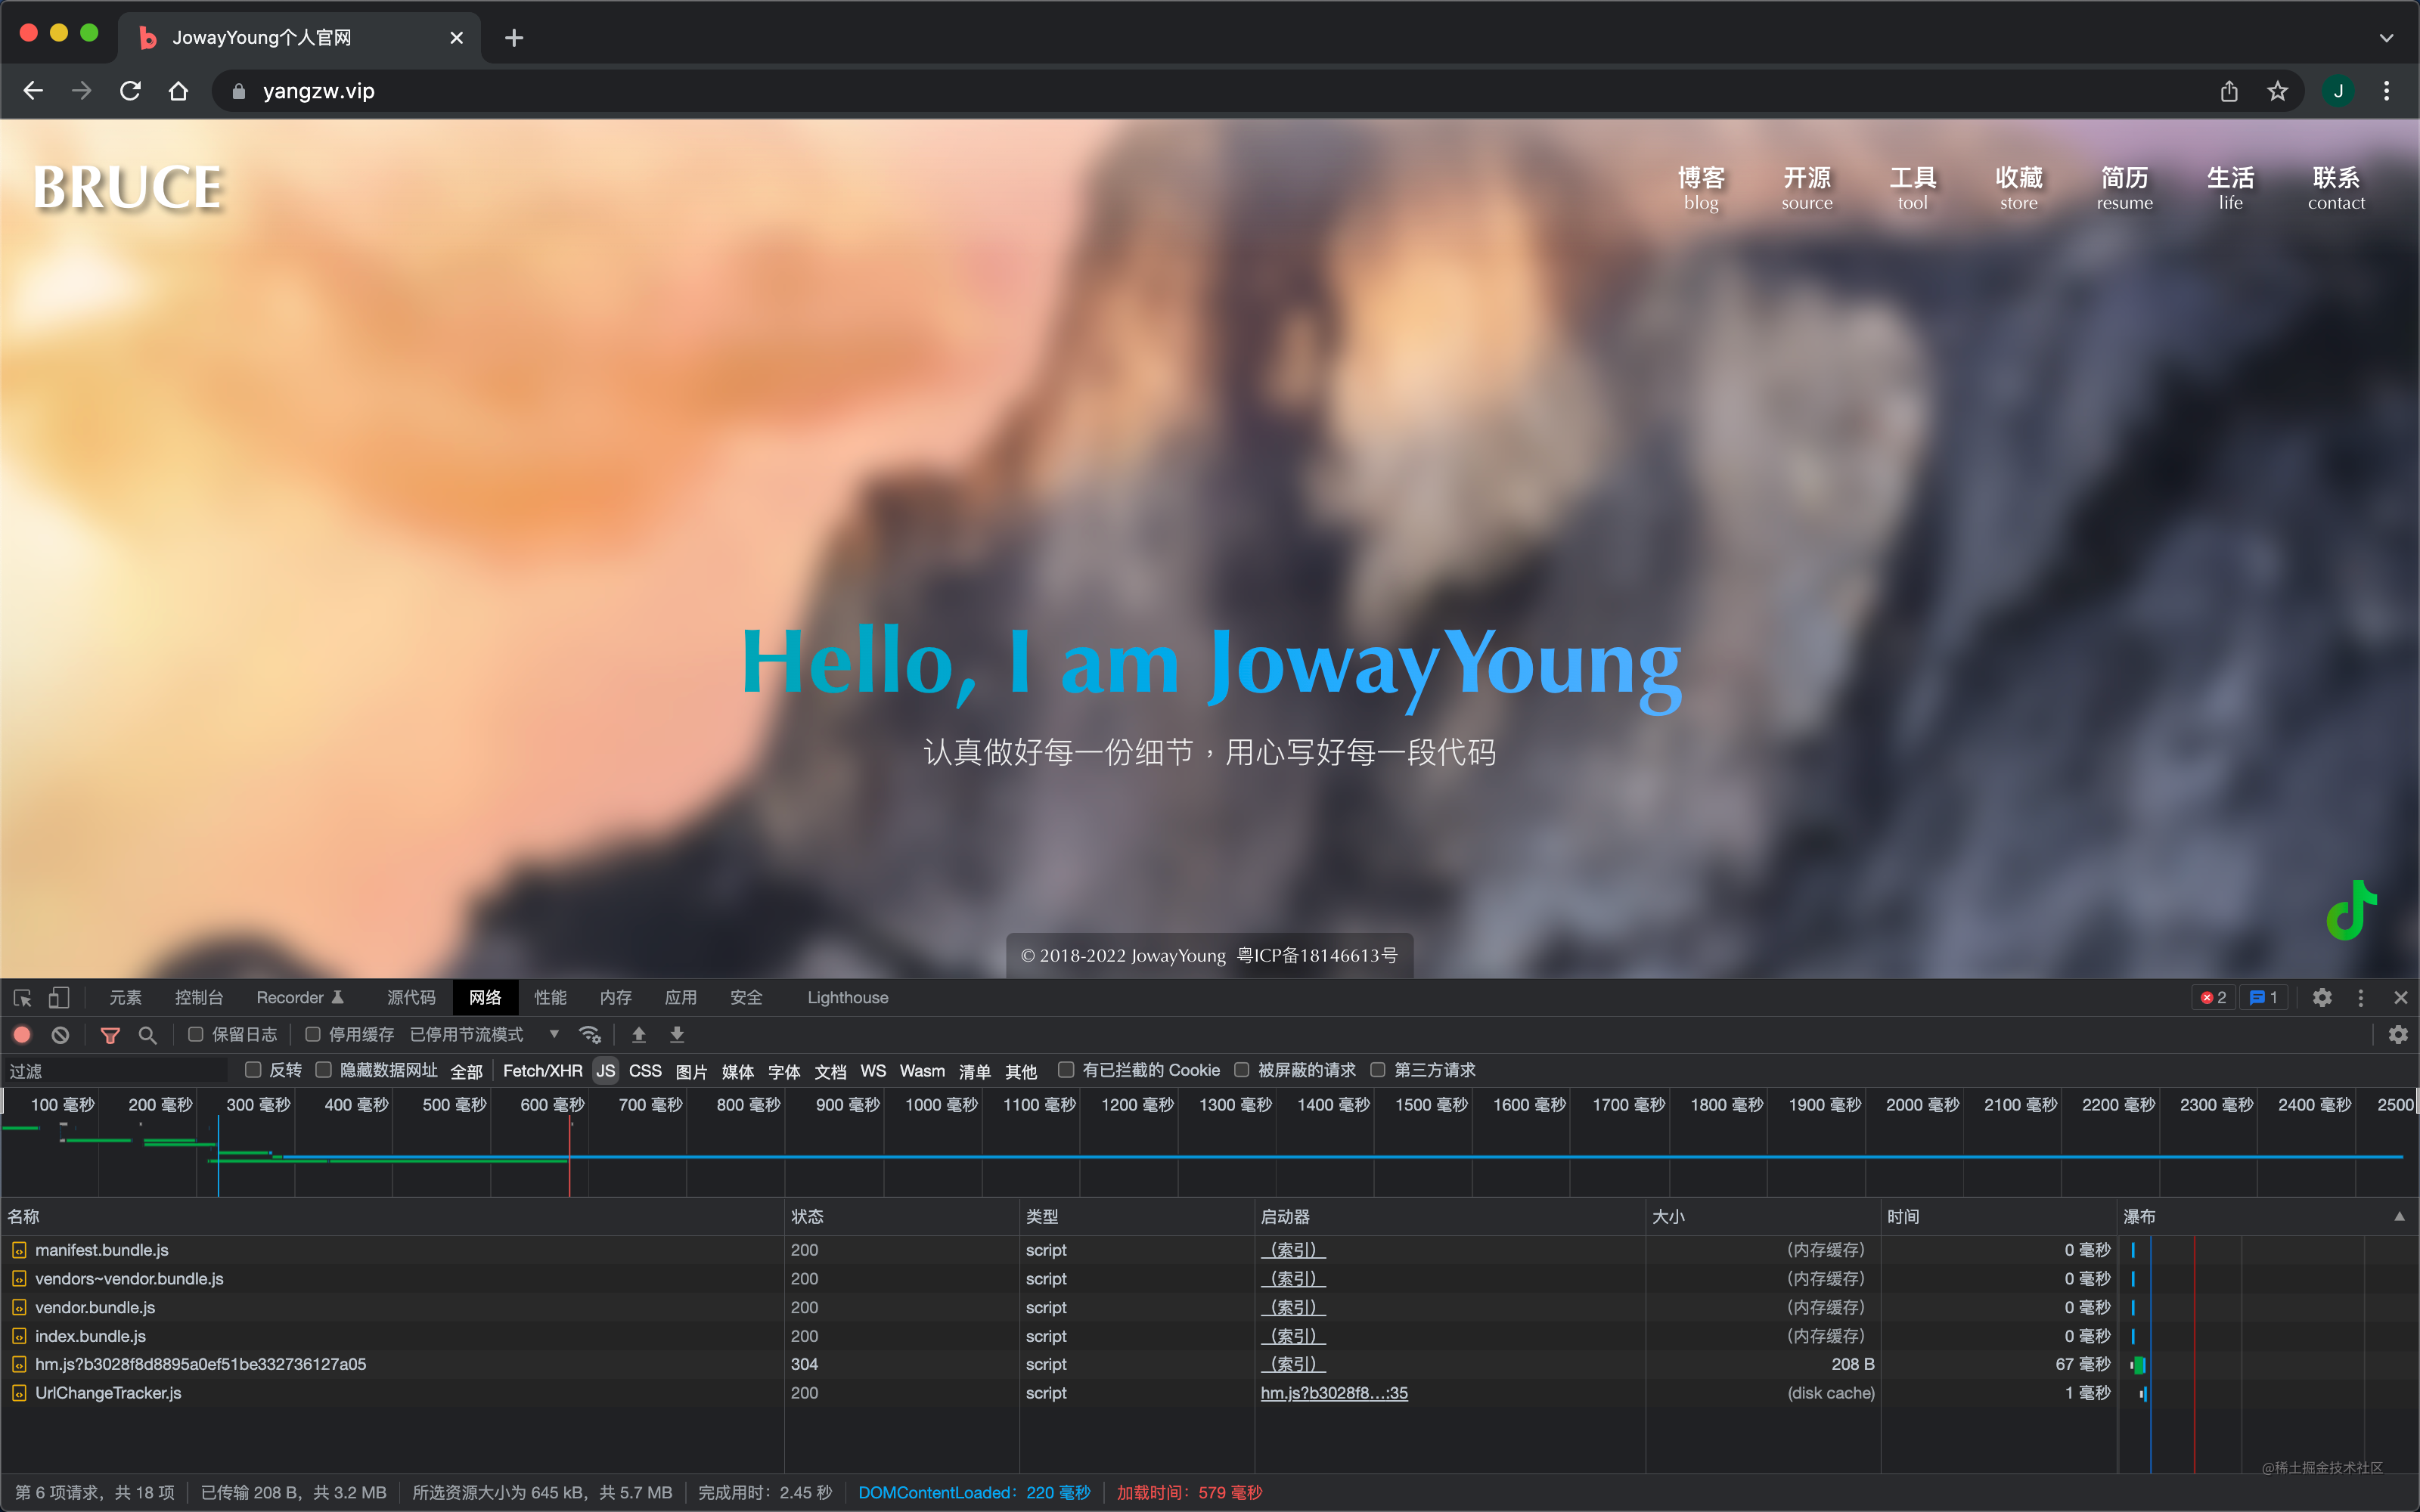 JowayYoung个人官网
yangzw.vip
J
BRUCE
博客 开源 工具 收藏 简历 生活 联系
blog source tool store resume life contact
Hello, I am JowayYoung
认真做好每一份细节，用心写好每一段代码
© 2018-2022 JowayYoung 粤ICP备18146613号
元素 控制台 Recorder 源代码 网络 性能 内存 应用 安全 Lighthouse 2 1
保留日志 停用缓存 已停用节流模式
过滤 反转 隐藏数据网址 全部 Fetch/XHR JS CSS 图片 媒体 字体 文档 WS Wasm 清单 其他 有已拦截的 Cookie 被屏蔽的请求 第三方请求
100 毫秒 200 毫秒 300 毫秒 400 毫秒 500 毫秒 600 毫秒 700 毫秒 800 毫秒 900 毫秒 1000 毫秒 1100 毫秒 1200 毫秒 1300 毫秒 1400 毫秒 1500 毫秒 1600 毫秒 1700 毫秒 1800 毫秒 1900 毫秒 2000 毫秒 2100 毫秒 2200 毫秒 2300 毫秒 2400 毫秒 2500
名称 状态 类型 启动器 大小 时间 瀑布
manifest.bundle.js 200 script （索引） (内存缓存) 0 毫秒
vendors~vendor.bundle.js 200 script （索引） (内存缓存) 0 毫秒
vendor.bundle.js 200 script （索引） (内存缓存) 0 毫秒
index.bundle.js 200 script （索引） (内存缓存) 0 毫秒
hm.js?b3028f8d8895a0ef51be332736127a05 304 script （索引） 208 B 67 毫秒
UrlChangeTracker.js 200 script hm.js?b3028f8…:35 (disk cache) 1 毫秒
@稀土掘金技术社区
第 6 项请求，共 18 项 已传输 208 B，共 3.2 MB 所选资源大小为 645 kB，共 5.7 MB 完成用时：2.45 秒 DOMContentLoaded：220 毫秒 加载时间：579 毫秒